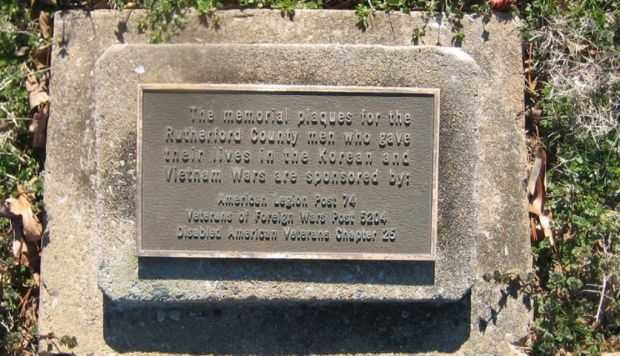 The memorial plaques for the
Rutherford County men who gave
their lives in the Korean and
Vietnam Wars are sponsored by:
American Legion Post 74
Veterans of Foreign Wars Post 5204
Disabled American Veterans Chapter 25